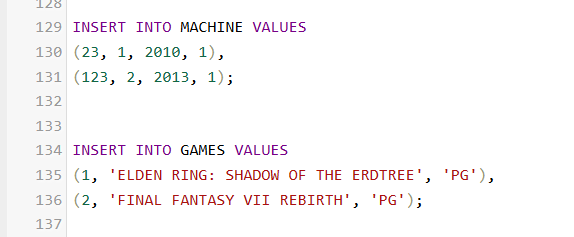 128
129 INSERT INTO MACHINE VALUES
130 (23, 1, 2010, 1),
131 (123, 2, 2013, 1);
132
133
134 INSERT INTO GAMES VALUES
135 (1, 'ELDEN RING: SHADOW OF THE ERDTREE', 'PG'),
136 (2, 'FINAL FANTASY VII REBIRTH', 'PG');
137